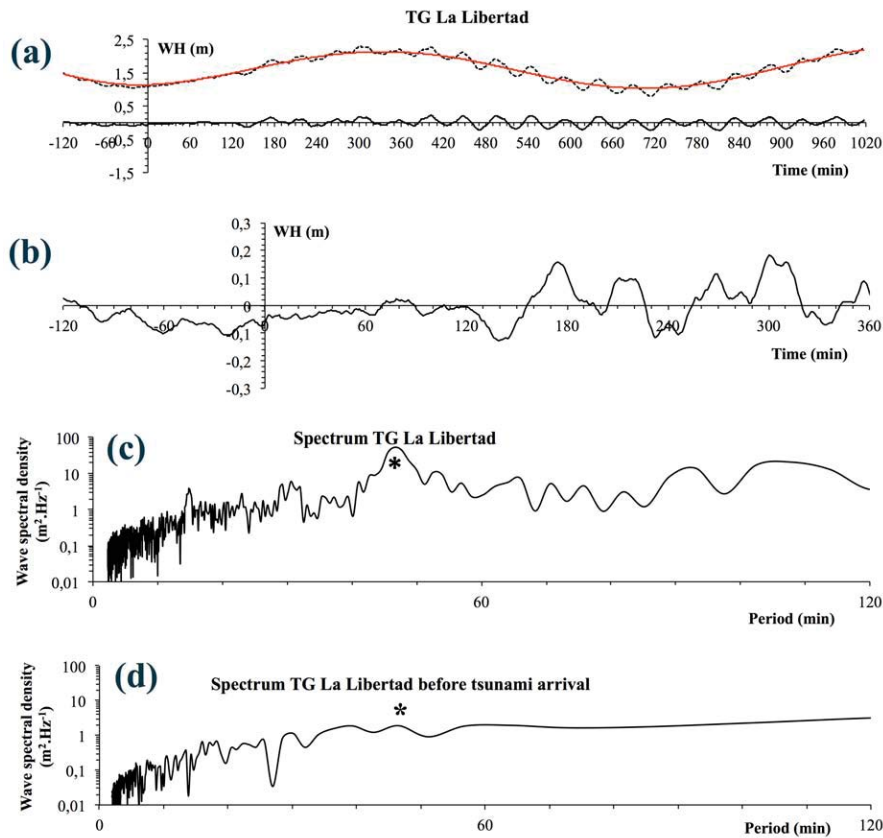 TG La Libertad
(a)
WH (m)
2,5
1,5
0,5
-0,5
-1,5
-120 -60 0 60 120 180 240 300 360 420 480 540 600 660 720 780 840 900 960 1020
Time (min)
(b)
WH (m)
0,3
0,2
0,1
0
-0,1
-0,2
-0,3
-120 -60 0 60 120 180 240 300 360
Time (min)
(c)
Spectrum TG La Libertad
Wave spectral density
(m².Hz⁻¹)
100
10
1
0,1
0,01
*
0 60 120
Period (min)
(d)
Spectrum TG La Libertad before tsunami arrival
Wave spectral density
(m².Hz⁻¹)
100
10
1
0,1
0,01
*
0 60 120
Period (min)